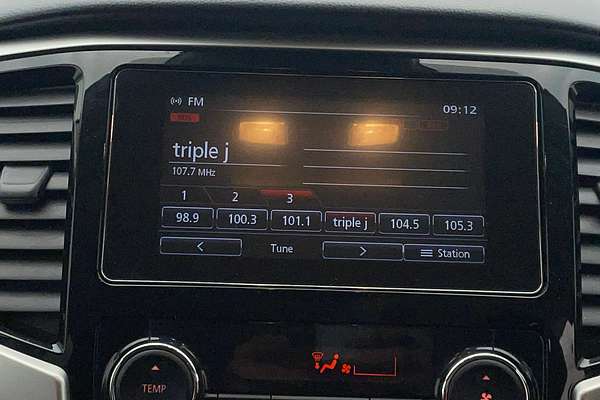 FM 09:12
RDS
triple j
107.7 MHz
1 2 3
98.9 100.3 101.1 triple j 104.5 105.3
< Tune > Station
TEMP